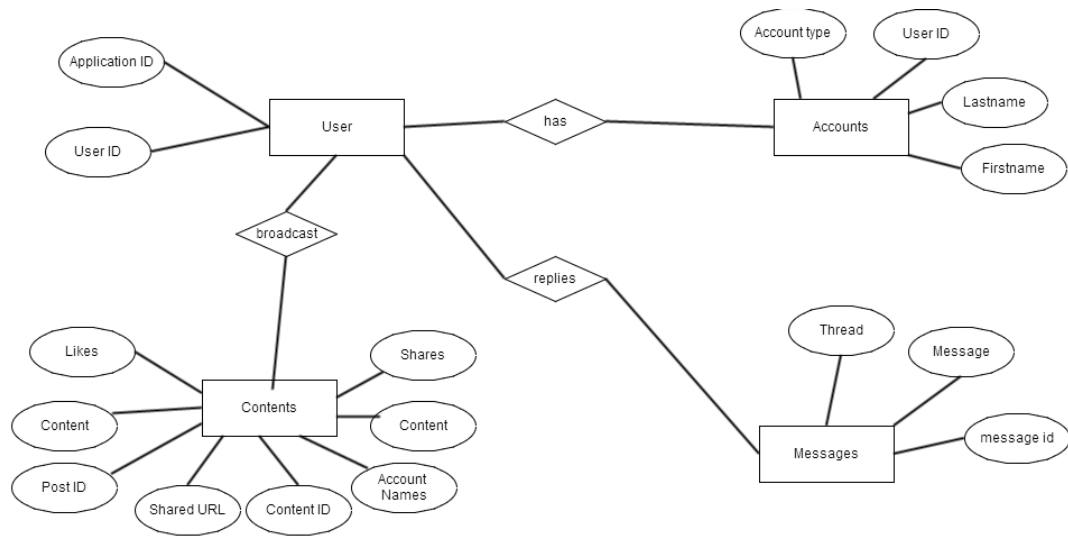 Account type
User ID
Application ID
Lastname
User
has
Accounts
User ID
Firstname
broadcast
replies
Thread
Likes
Shares
Message
Contents
Content
Content
message id
Messages
Post ID
Account
Names
Shared URL
Content ID